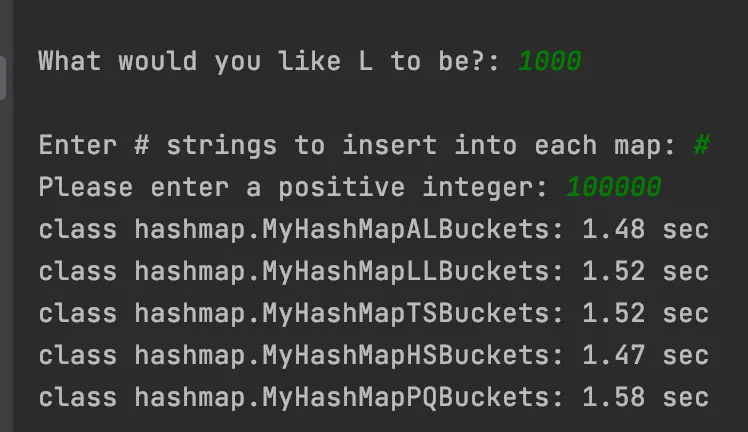 What would you like L to be?: 1000
Enter # strings to insert into each map: #
Please enter a positive integer: 100000
class hashmap.MyHashMapALBuckets: 1.48 sec
class hashmap.MyHashMapLLBuckets: 1.52 sec
class hashmap.MyHashMapTSBuckets: 1.52 sec
class hashmap.MyHashMapHSBuckets: 1.47 sec
class hashmap.MyHashMapPQBuckets: 1.58 sec